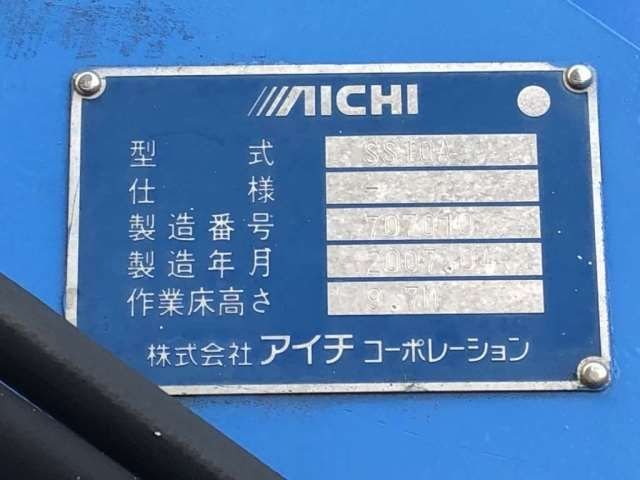 AICHI
型式 SS10A
仕様 -
製造番号 707010
製造年月 2007.04
作業床高さ 9.7M
株式会社 アイチ コーポレーション